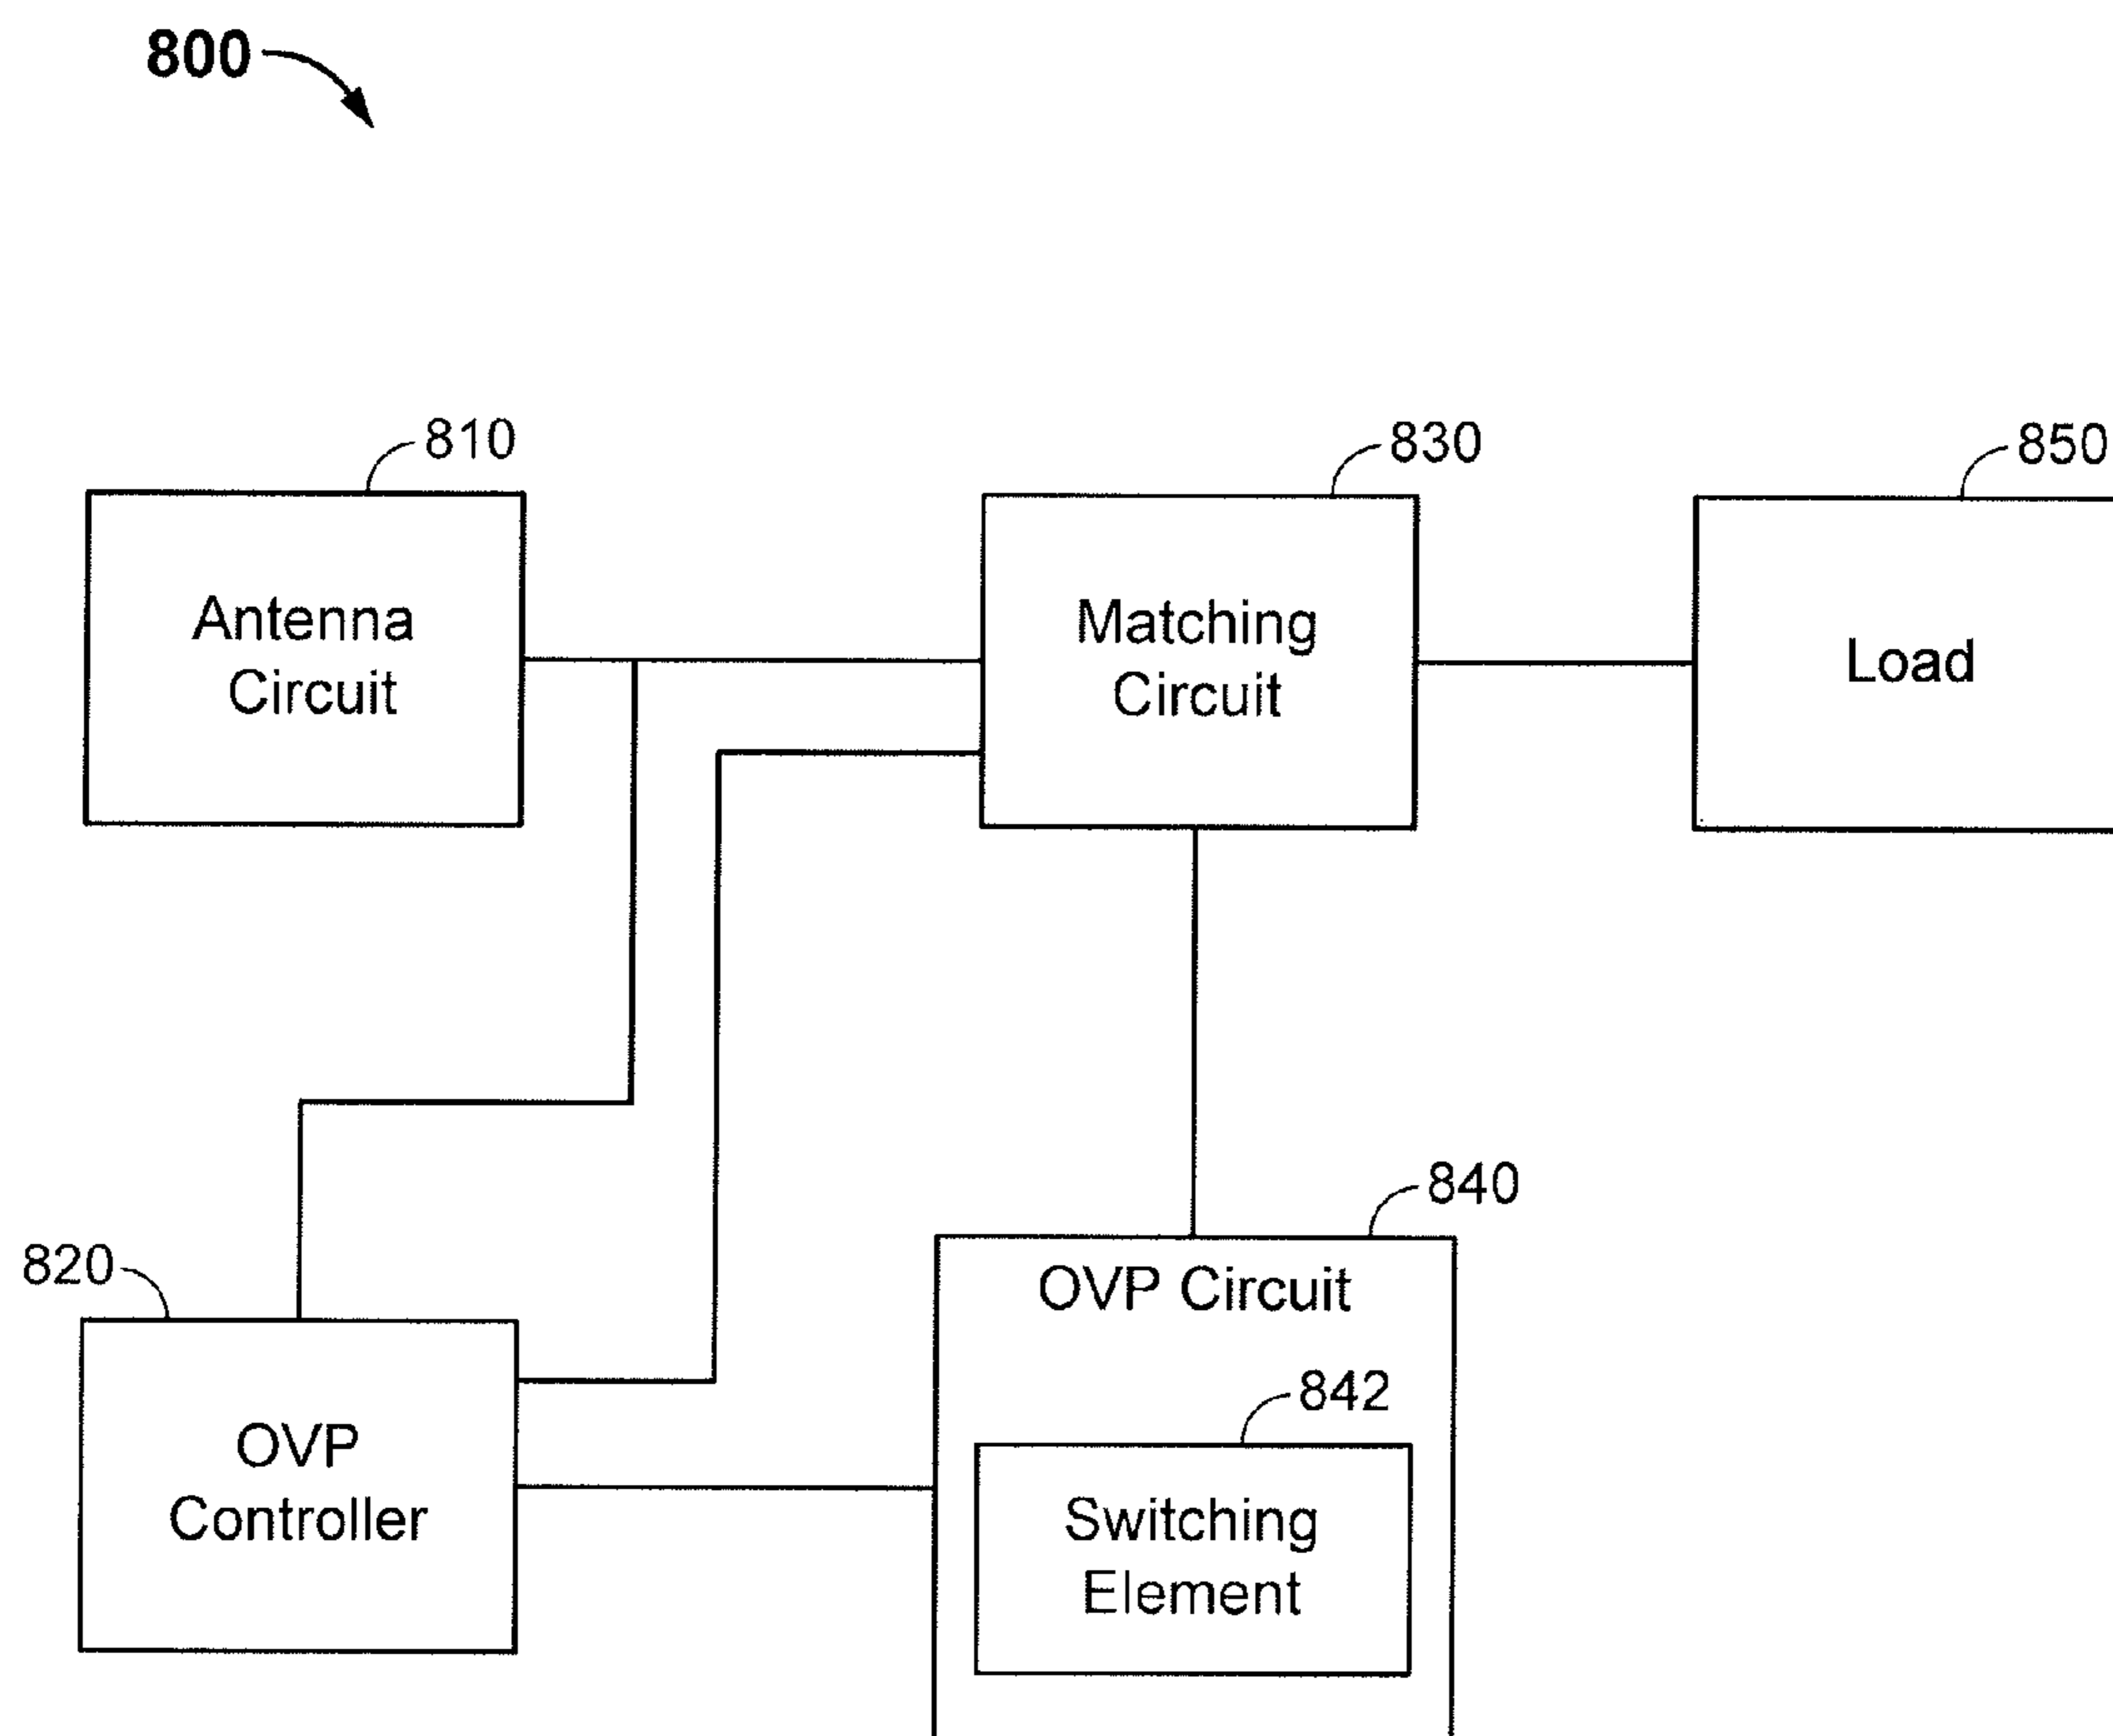 800
810
830
850
Antenna
Circuit
Matching
Circuit
Load
840
820
OVP Circuit
842
OVP
Controller
Switching
Element